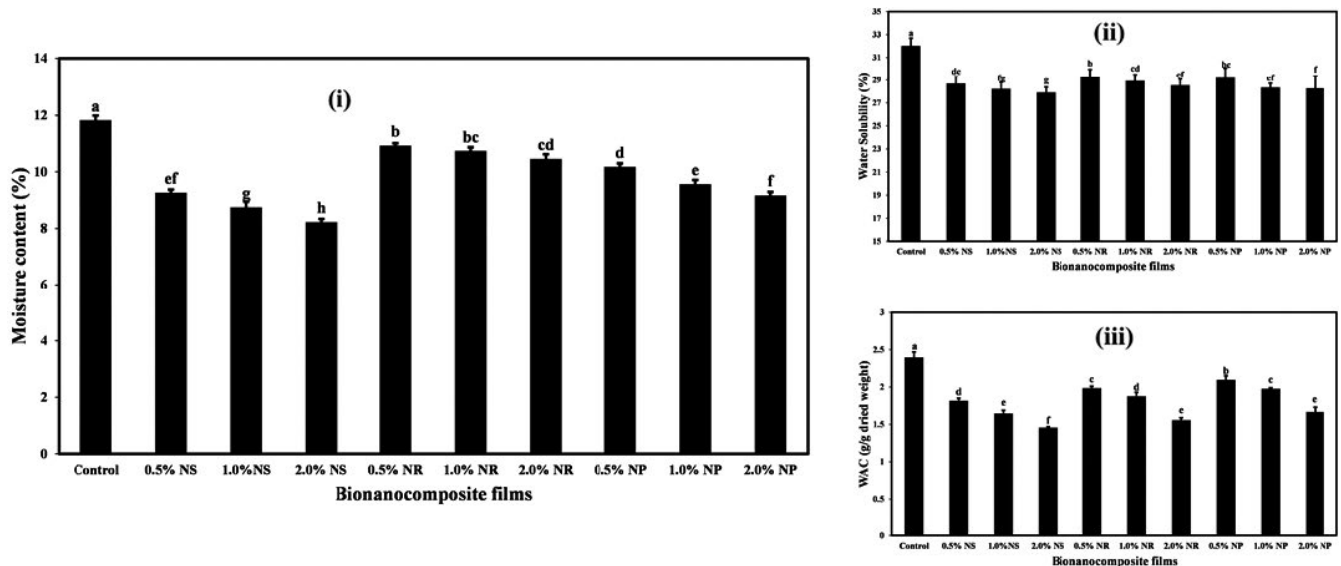 (i)
Moisture content (%)
14
12
10
8
6
4
2
0
a
ef
g
h
b
bc
cd
d
e
f
Control 0.5% NS 1.0%NS 2.0% NS 0.5% NR 1.0% NR 2.0% NR 0.5% NP 1.0% NP 2.0% NP
Bionanocomposite films
(ii)
Water Solubility (%)
35
33
31
29
27
25
23
21
19
17
15
a
de
fg
g
b
cd
ef
bc
ef
f
Control 0.5% NS 1.0%NS 2.0% NS 0.5% NR 1.0% NR 2.0% NR 0.5% NP 1.0% NP 2.0% NP
Bionanocomposite films
(iii)
WAC (g/g dried weight)
3
2.5
2
1.5
1
0.5
0
a
d
e
f
c
d
e
b
c
e
Control 0.5% NS 1.0%NS 2.0% NS 0.5% NR 1.0% NR 2.0% NR 0.5% NP 1.0% NP 2.0% NP
Bionanocomposite films